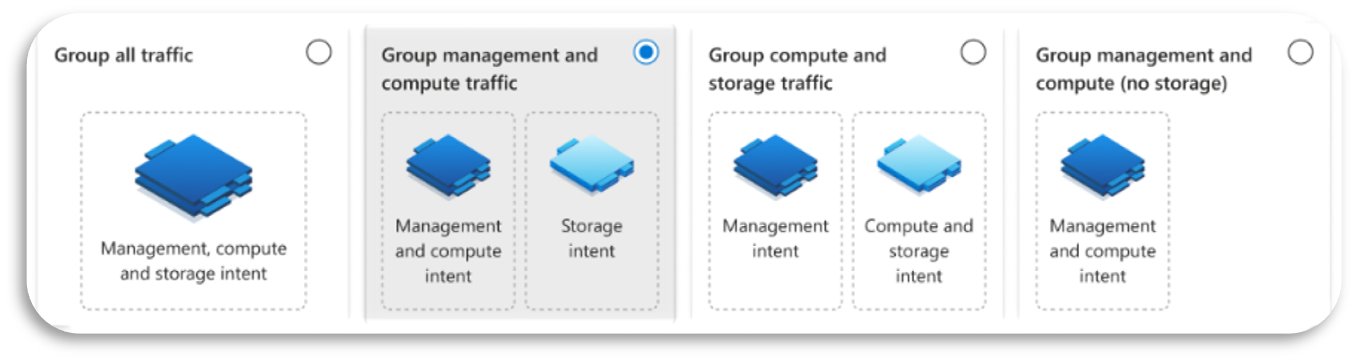 Group all traffic
Management, compute
and storage intent
Group management and
compute traffic
Management
and compute
intent
Storage
intent
Group compute and
storage traffic
Management
intent
Compute and
storage
intent
Group management and
compute (no storage)
Management
and compute
intent